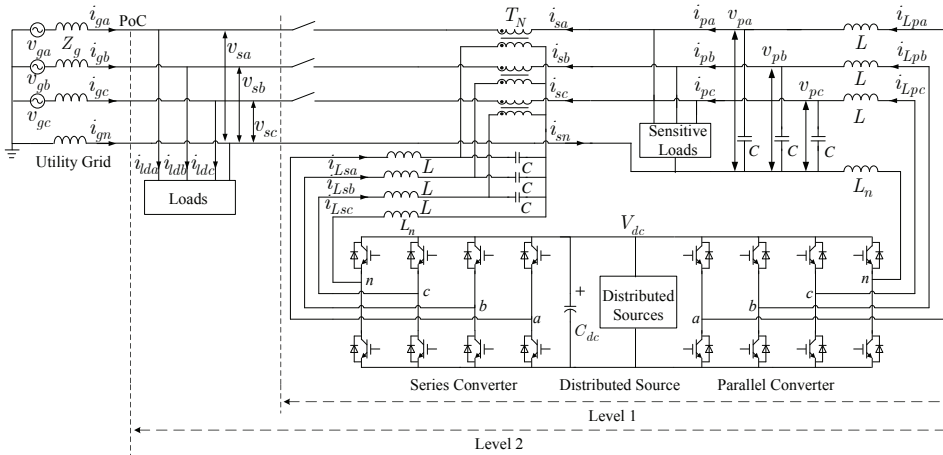 i_ga PoC T_N i_sa i_pa v_pa i_Lpa
v_ga Z_g v_sa L
i_gb i_sb i_pb v_pb i_Lpb
v_gb v_sb L
i_gc i_sc i_pc v_pc i_Lpc
v_gc v_sc L
i_gn i_sn Sensitive
Loads C C C
Utility Grid
i_lda i_ldb i_ldc i_Lsa L C L_n
Loads i_Lsb L C
i_Lsc L C
L_n V_dc
n c b a + C_dc Distributed
Sources a b c n
Series Converter Distributed Source Parallel Converter
Level 1
Level 2